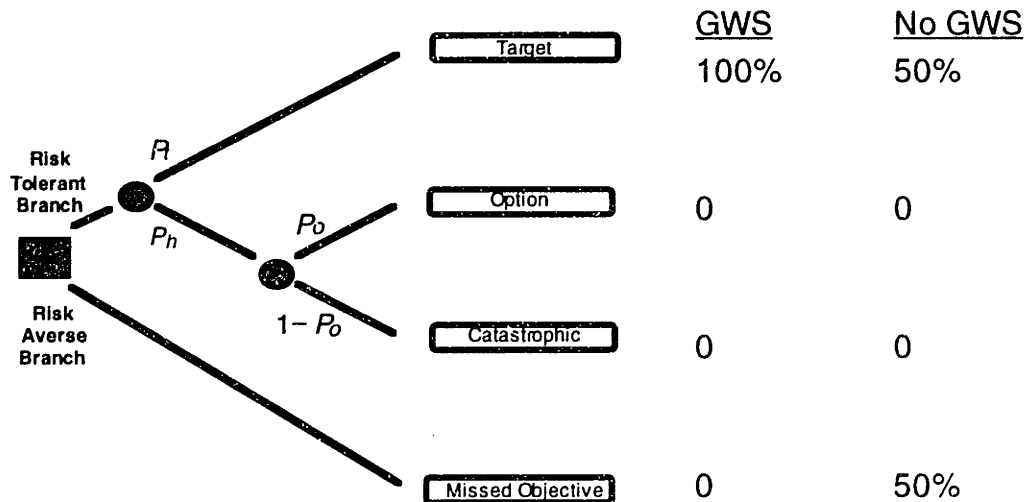 GWS No GWS
Target
100% 50%
Risk
Tolerant
Branch
Option
0 0
Ph
Po
Risk
Averse
Branch
1 – Po
Catastrophic
0 0
Missed Objective
0 50%